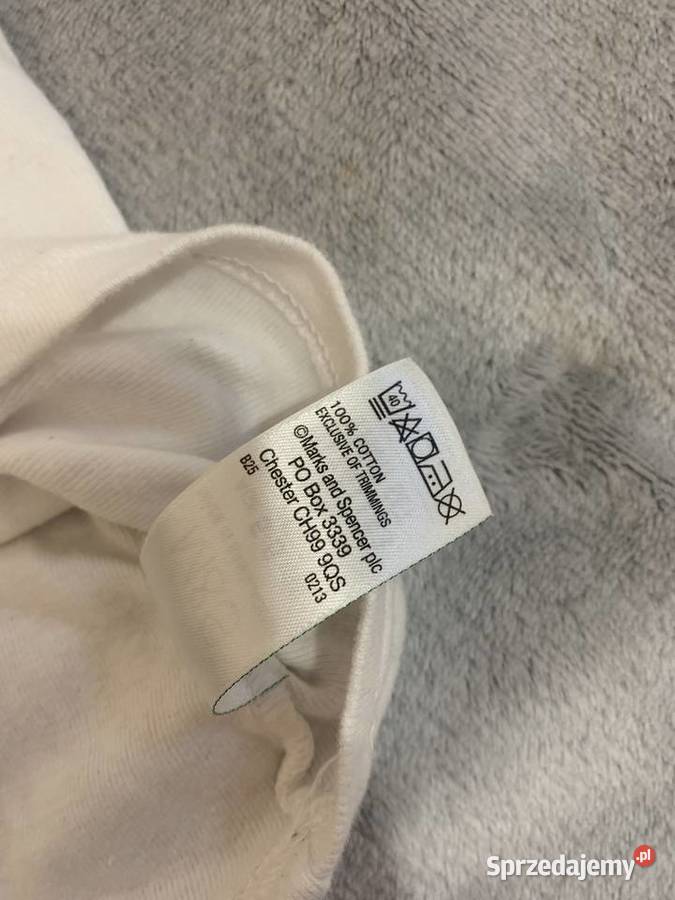 40
100% COTTON
EXCLUSIVE OF TRIMMINGS
©Marks and Spencer plc
PO Box 3339
Chester CH99 9QS
B25
0213
Sprzedajemy.pl